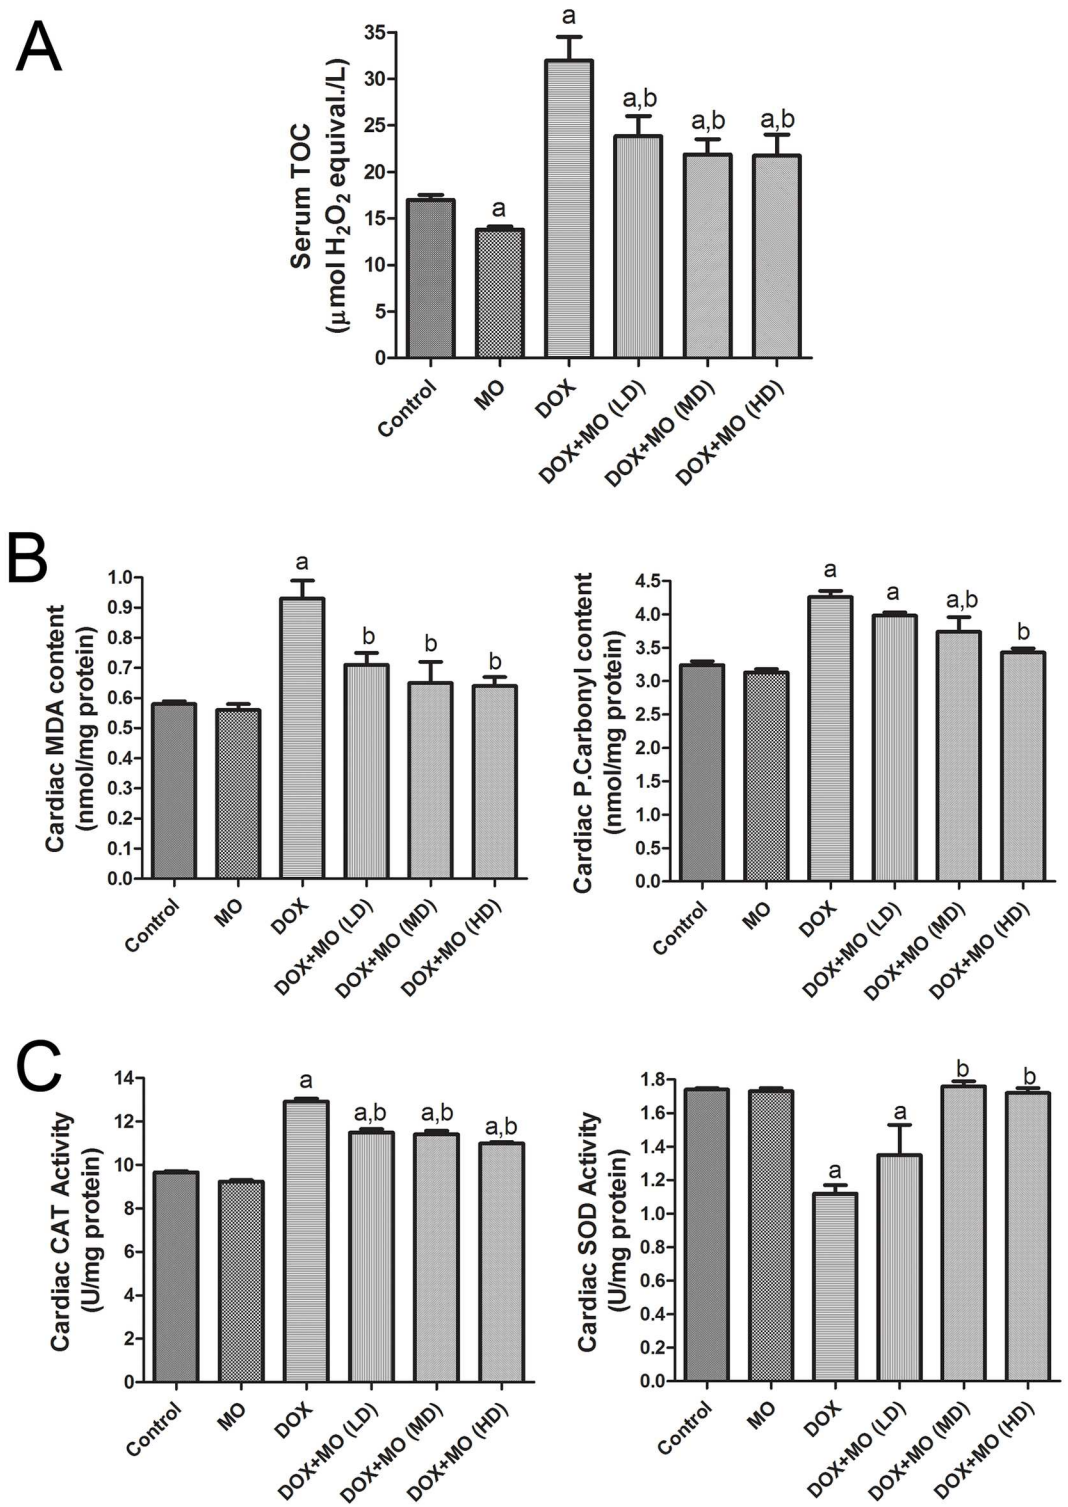 A
Serum TOC
(μmol H₂O₂ equival./L)
35
30
25
20
15
10
5
0
a
a
a,b
a,b
a,b
Control
MO
DOX
DOX+MO (LD)
DOX+MO (MD)
DOX+MO (HD)
B
Cardiac MDA content
(nmol/mg protein)
1.0
0.9
0.8
0.7
0.6
0.5
0.4
0.3
0.2
0.1
0.0
a
b
b
b
Control
MO
DOX
DOX+MO (LD)
DOX+MO (MD)
DOX+MO (HD)
Cardiac P.Carbonyl content
(nmol/mg protein)
4.5
4.0
3.5
3.0
2.5
2.0
1.5
1.0
0.5
0.0
a
a
a,b
b
Control
MO
DOX
DOX+MO (LD)
DOX+MO (MD)
DOX+MO (HD)
C
Cardiac CAT Activity
(U/mg protein)
14
12
10
8
6
4
2
0
a
a,b
a,b
a,b
Control
MO
DOX
DOX+MO (LD)
DOX+MO (MD)
DOX+MO (HD)
Cardiac SOD Activity
(U/mg protein)
1.8
1.6
1.4
1.2
1.0
0.8
0.6
0.4
0.2
0.0
a
a
b
b
Control
MO
DOX
DOX+MO (LD)
DOX+MO (MD)
DOX+MO (HD)